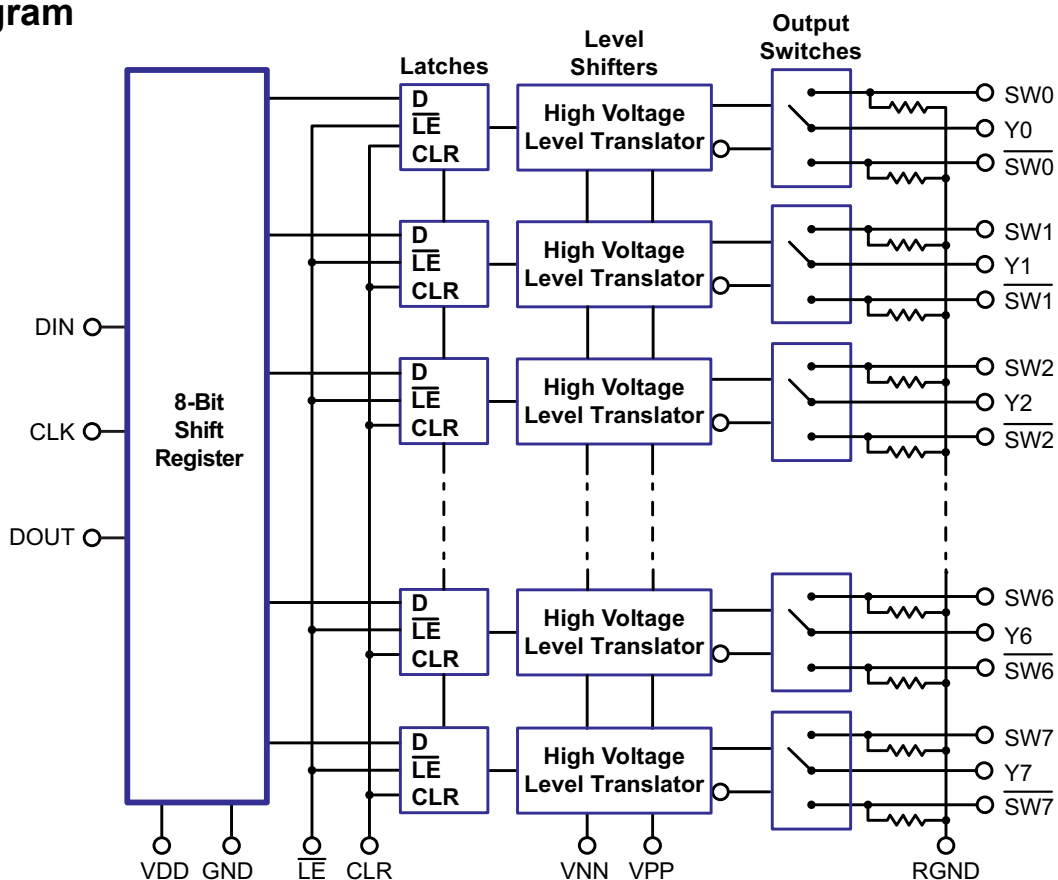 gram
Output
Switches
Level
Shifters
Latches
D
LE
CLR
High Voltage
Level Translator
SW0
Y0
SW0
D
LE
CLR
High Voltage
Level Translator
SW1
Y1
SW1
DIN
CLK
DOUT
8-Bit
Shift
Register
D
LE
CLR
High Voltage
Level Translator
SW2
Y2
SW2
D
LE
CLR
High Voltage
Level Translator
SW6
Y6
SW6
D
LE
CLR
High Voltage
Level Translator
SW7
Y7
SW7
VDD GND LE CLR VNN VPP RGND